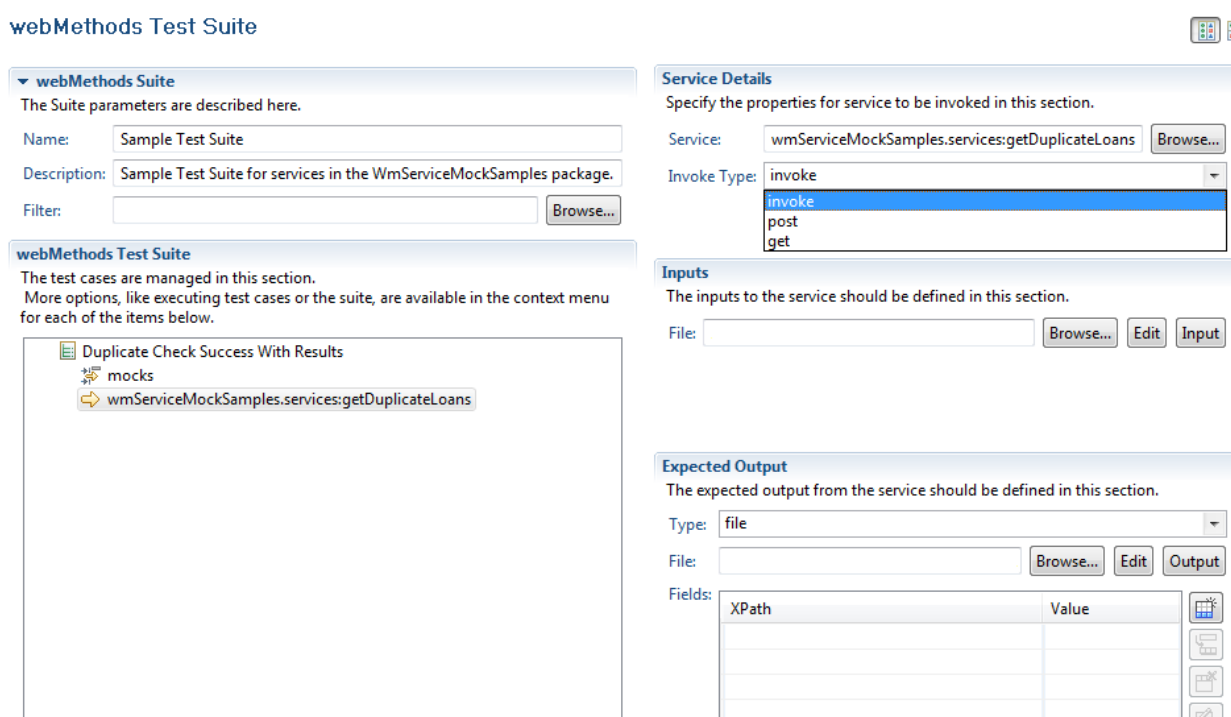 webMethods Test Suite
webMethods Suite
The Suite parameters are described here.
Name: Sample Test Suite
Description: Sample Test Suite for services in the WmServiceMockSamples package.
Filter: Browse...
webMethods Test Suite
The test cases are managed in this section.
More options, like executing test cases or the suite, are available in the context menu
for each of the items below.
Duplicate Check Success With Results
mocks
wmServiceMockSamples.services:getDuplicateLoans
Service Details
Specify the properties for service to be invoked in this section.
Service: wmServiceMockSamples.services:getDuplicateLoans Browse...
Invoke Type: invoke
invoke
post
get
Inputs
The inputs to the service should be defined in this section.
File: Browse... Edit Input
Expected Output
The expected output from the service should be defined in this section.
Type: file
File: Browse... Edit Output
Fields: XPath Value